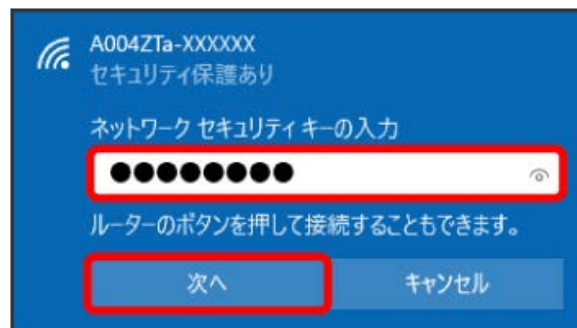 A004ZTa-XXXXXX
セキュリティ保護あり
ネットワーク セキュリティ キーの入力
●●●●●●●●
ルーターのボタンを押して接続することもできます。
次へ
キャンセル